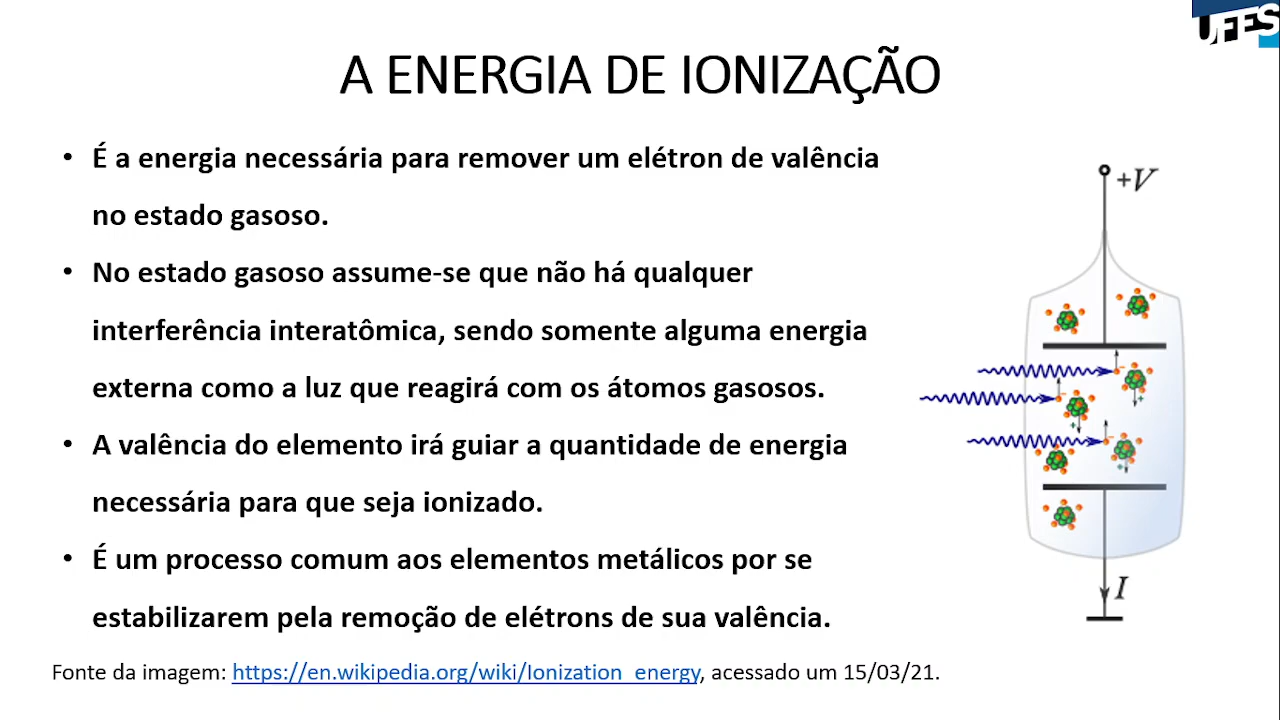 UFES
A ENERGIA DE IONIZAÇÃO
• É a energia necessária para remover um elétron de valência
no estado gasoso.
• No estado gasoso assume-se que não há qualquer
interferência interatômica, sendo somente alguma energia
externa como a luz que reagirá com os átomos gasosos.
• A valência do elemento irá guiar a quantidade de energia
necessária para que seja ionizado.
• É um processo comum aos elementos metálicos por se
estabilizarem pela remoção de elétrons de sua valência.
+V
I
Fonte da imagem: https://en.wikipedia.org/wiki/Ionization_energy, acessado um 15/03/21.